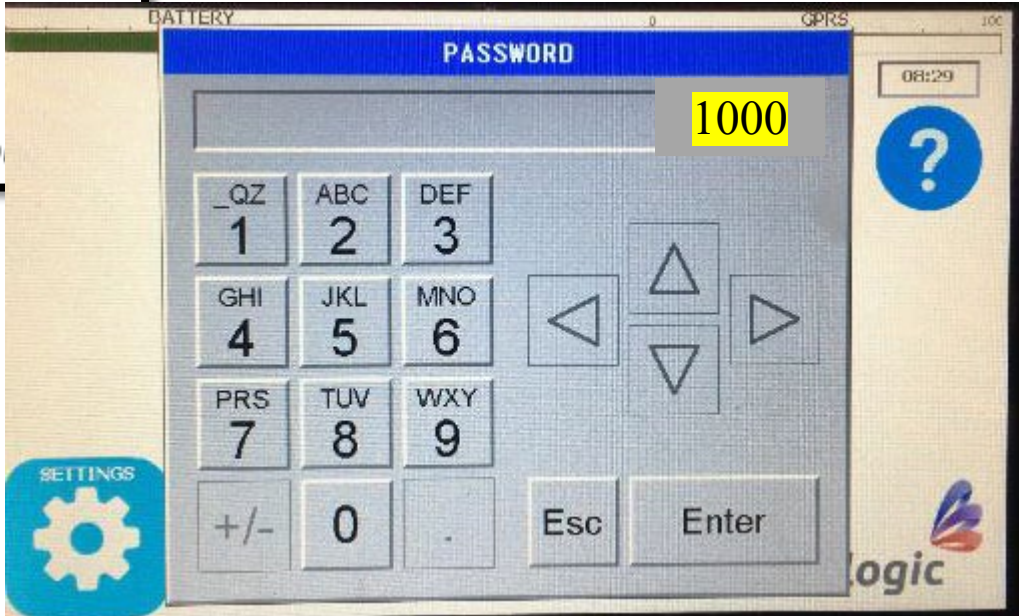 BATTERY 0 GPRS 100
PASSWORD
08:29
1000
_QZ ABC DEF
1 2 3
GHI JKL MNO
4 5 6
PRS TUV WXY
7 8 9
SETTINGS
+/- 0 . Esc Enter
ogic